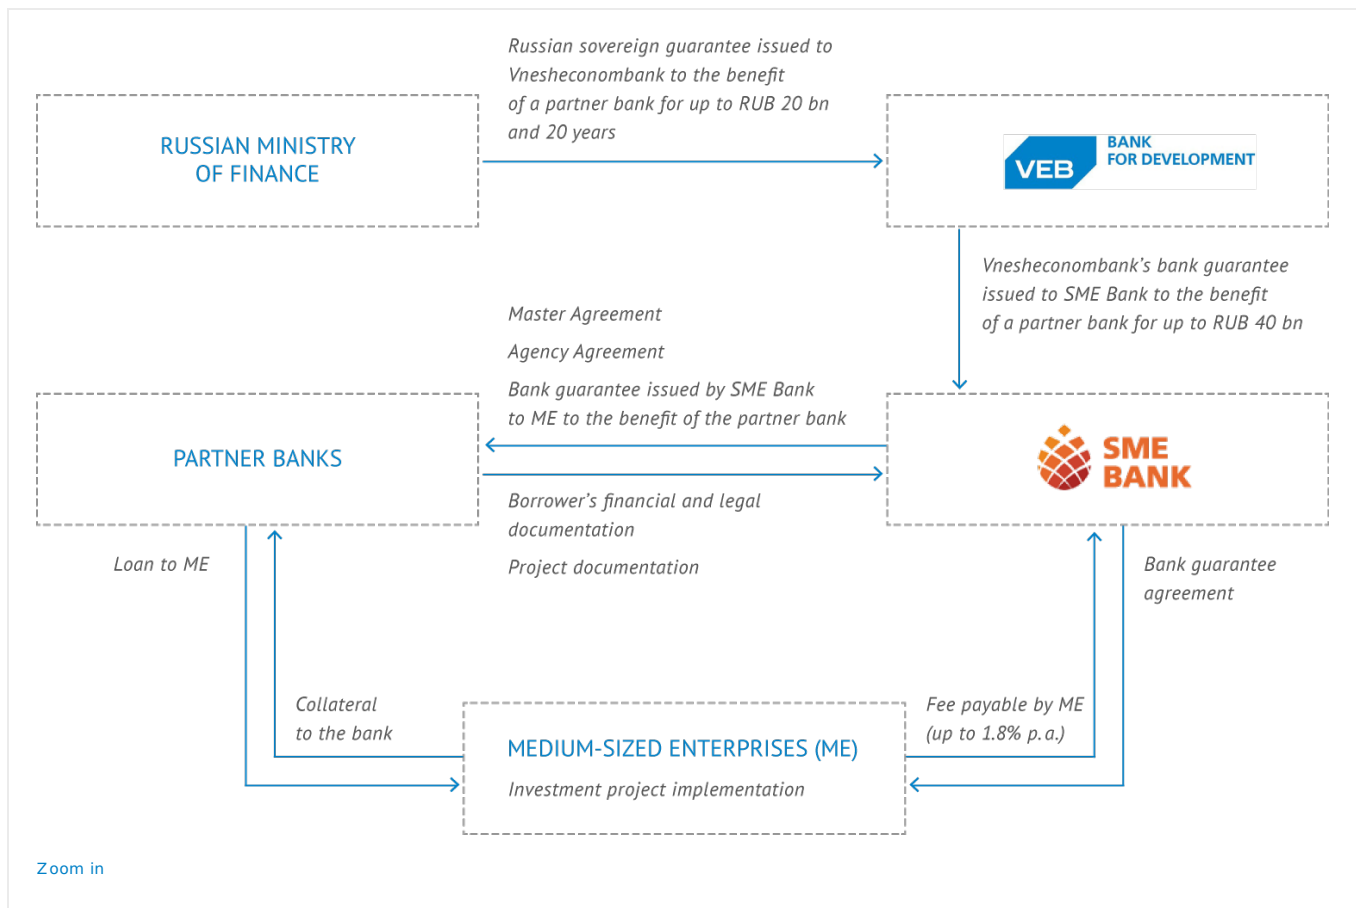 Russian sovereign guarantee issued to
Vnesheconombank to the benefit
of a partner bank for up to RUB 20 bn
and 20 years
RUSSIAN MINISTRY
OF FINANCE
VEB
BANK
FOR DEVELOPMENT
Vnesheconombank's bank guarantee
issued to SME Bank to the benefit
of a partner bank for up to RUB 40 bn
Master Agreement
Agency Agreement
Bank guarantee issued by SME Bank
to ME to the benefit of the partner bank
PARTNER BANKS
SME
BANK
Borrower's financial and legal
documentation
Project documentation
Loan to ME
Bank guarantee
agreement
Collateral
to the bank
Fee payable by ME
(up to 1.8% p.a.)
MEDIUM-SIZED ENTERPRISES (ME)
Investment project implementation
Zoom in